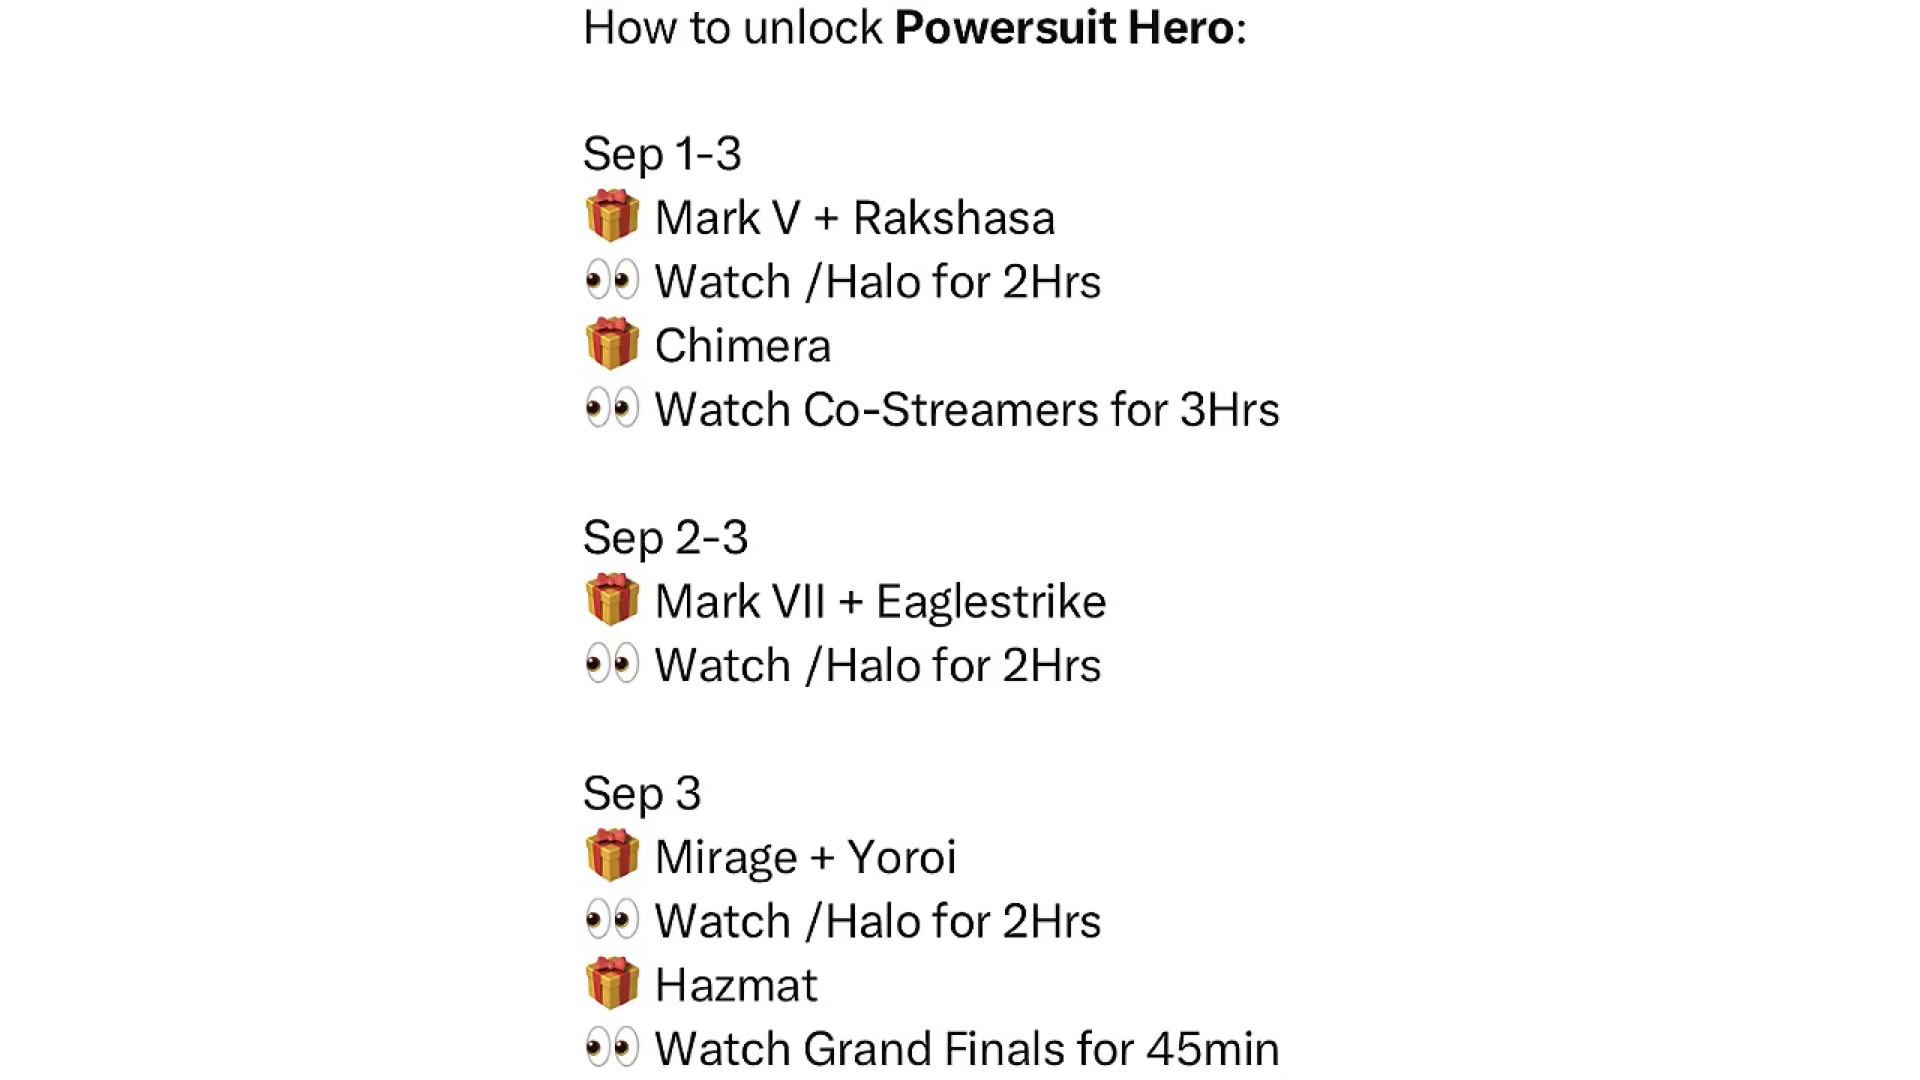 How to unlock Powersuit Hero:
Sep 1-3
🎁 Mark V + Rakshasa
👀 Watch /Halo for 2Hrs
🎁 Chimera
👀 Watch Co-Streamers for 3Hrs
Sep 2-3
🎁 Mark VII + Eaglestrike
👀 Watch /Halo for 2Hrs
Sep 3
🎁 Mirage + Yoroi
👀 Watch /Halo for 2Hrs
🎁 Hazmat
👀 Watch Grand Finals for 45min